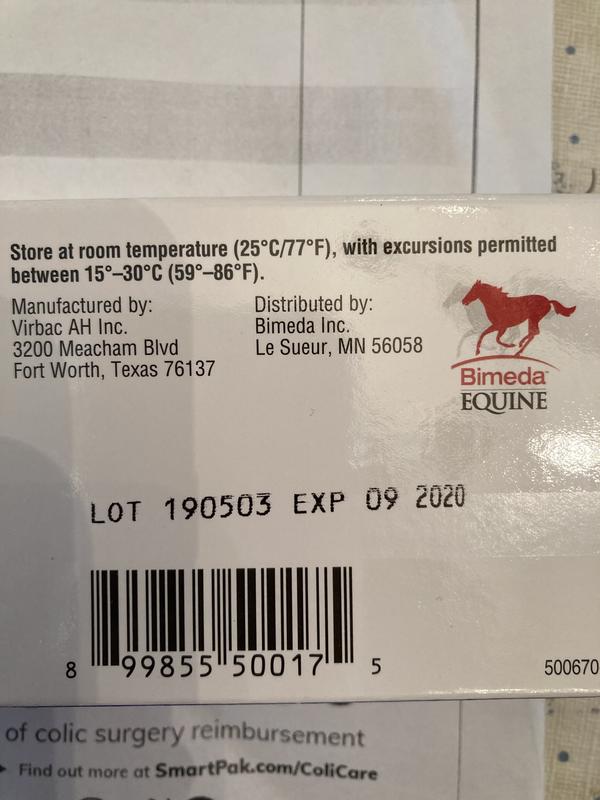 Store at room temperature (25°C/77°F), with excursions permitted
between 15°–30°C (59°–86°F).
Manufactured by:
Virbac AH Inc.
3200 Meacham Blvd
Fort Worth, Texas 76137
Distributed by:
Bimeda Inc.
Le Sueur, MN 56058
Bimeda™
EQUINE
LOT 190503 EXP 09 2020
8 99855 50017 5
500670
of colic surgery reimbursement
Find out more at SmartPak.com/ColiCare